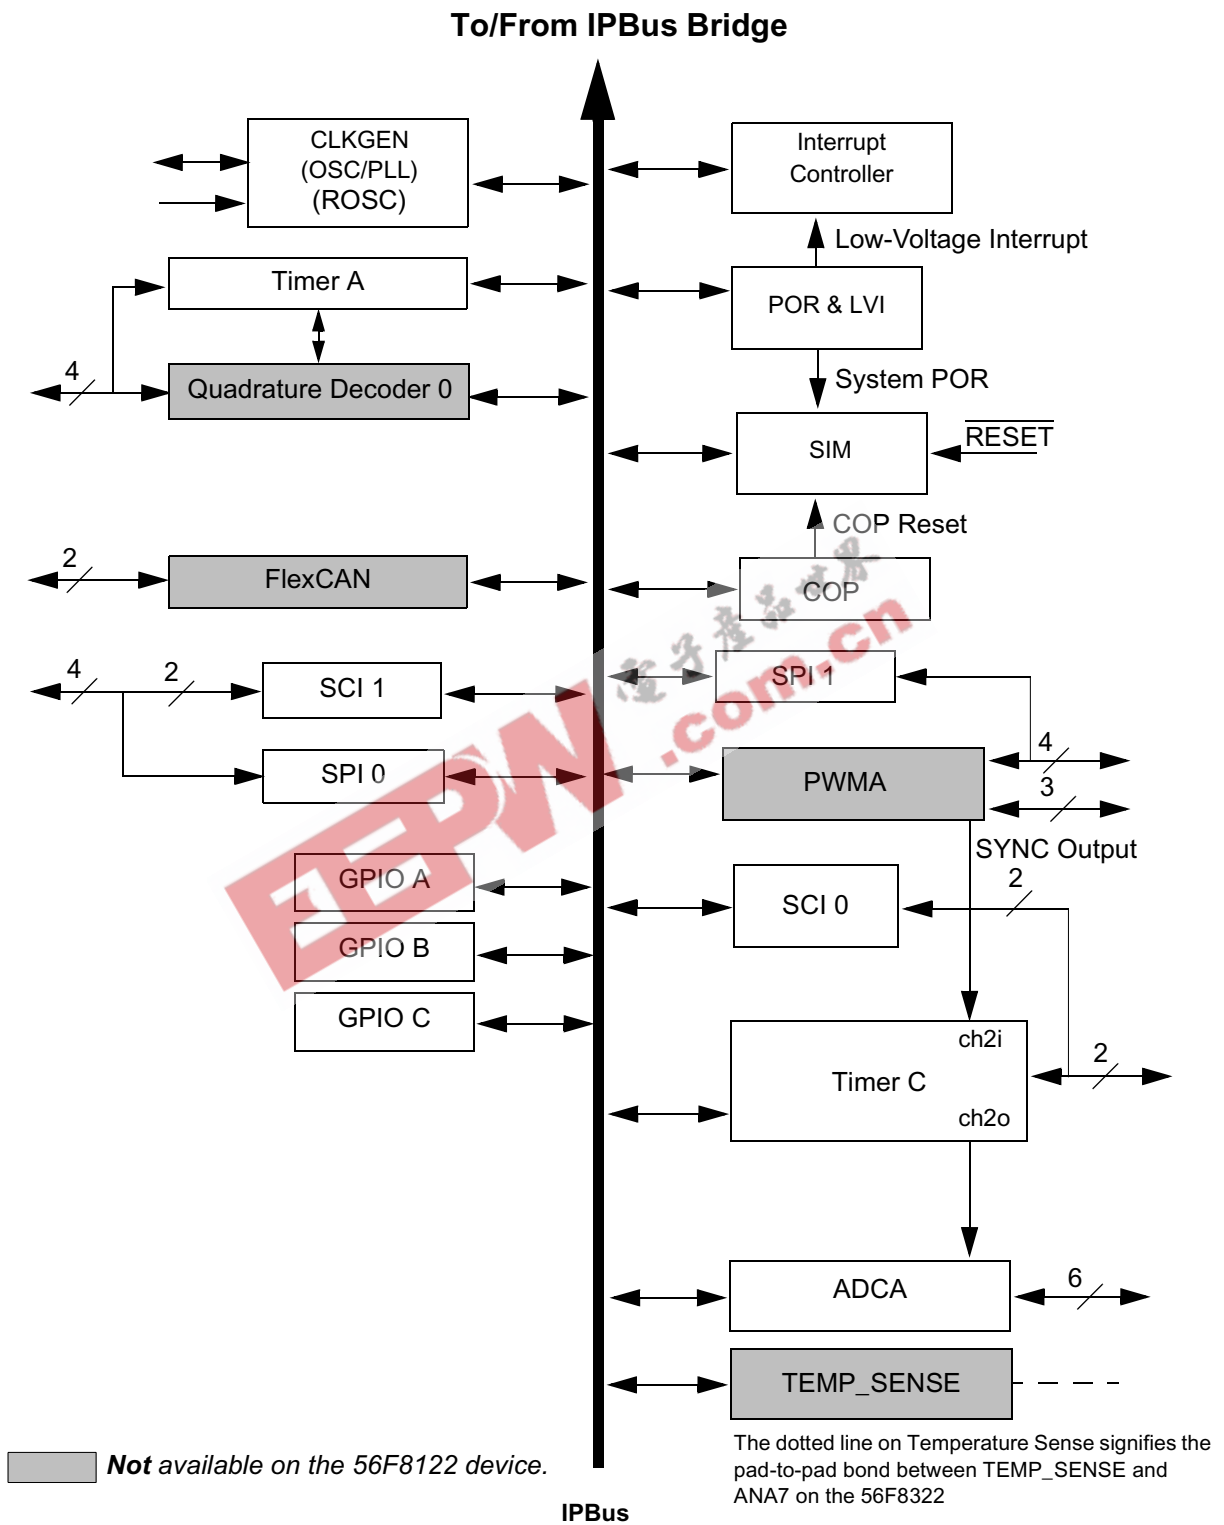 To/From IPBus Bridge
CLKGEN
(OSC/PLL)
(ROSC)
Interrupt
Controller
Low-Voltage Interrupt
Timer A
POR & LVI
4
Quadrature Decoder 0
System POR
SIM
RESET
COP Reset
2
FlexCAN
COP
電子產品世界
.com.cn
EEPW
4
2
SCI 1
SPI 1
SPI 0
4
PWMA
3
SYNC Output
GPIO A
2
SCI 0
GPIO B
GPIO C
ch2i
Timer C
2
ch2o
ADCA
6
TEMP_SENSE
Not available on the 56F8122 device.
The dotted line on Temperature Sense signifies the
pad-to-pad bond between TEMP_SENSE and
ANA7 on the 56F8322
IPBus